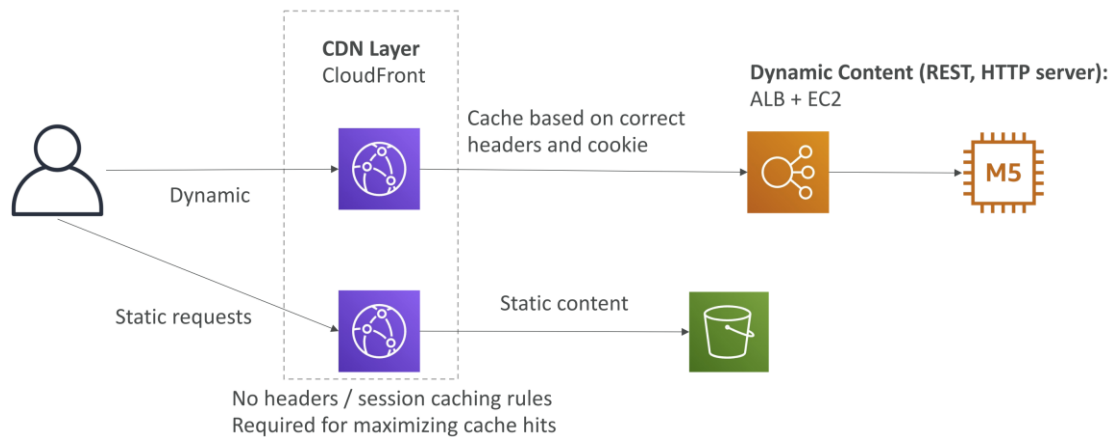 CDN Layer
CloudFront
Dynamic Content (REST, HTTP server):
ALB + EC2
Cache based on correct
headers and cookie
M5
Dynamic
Static requests
Static content
No headers / session caching rules
Required for maximizing cache hits